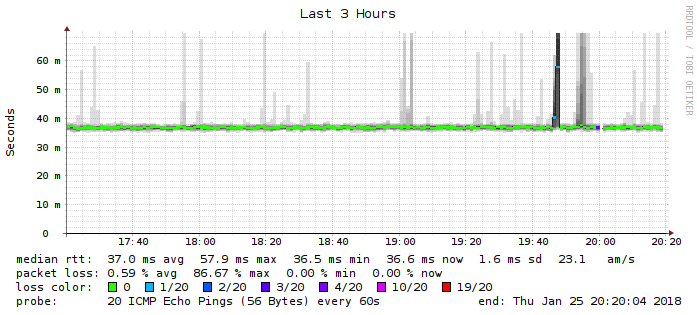 Last 3 Hours
RRDTOOL / TOBI OETIKER
Seconds
60 m
50 m
40 m
30 m
20 m
10 m
0
17:40 18:00 18:20 18:40 19:00 19:20 19:40 20:00 20:20
median rtt: 37.0 ms avg 57.9 ms max 36.5 ms min 36.6 ms now 1.6 ms sd 23.1 am/s
packet loss: 0.59 % avg 86.67 % max 0.00 % min 0.00 % now
loss color: 0 1/20 2/20 3/20 4/20 10/20 19/20
probe: 20 ICMP Echo Pings (56 Bytes) every 60s end: Thu Jan 25 20:20:04 2018